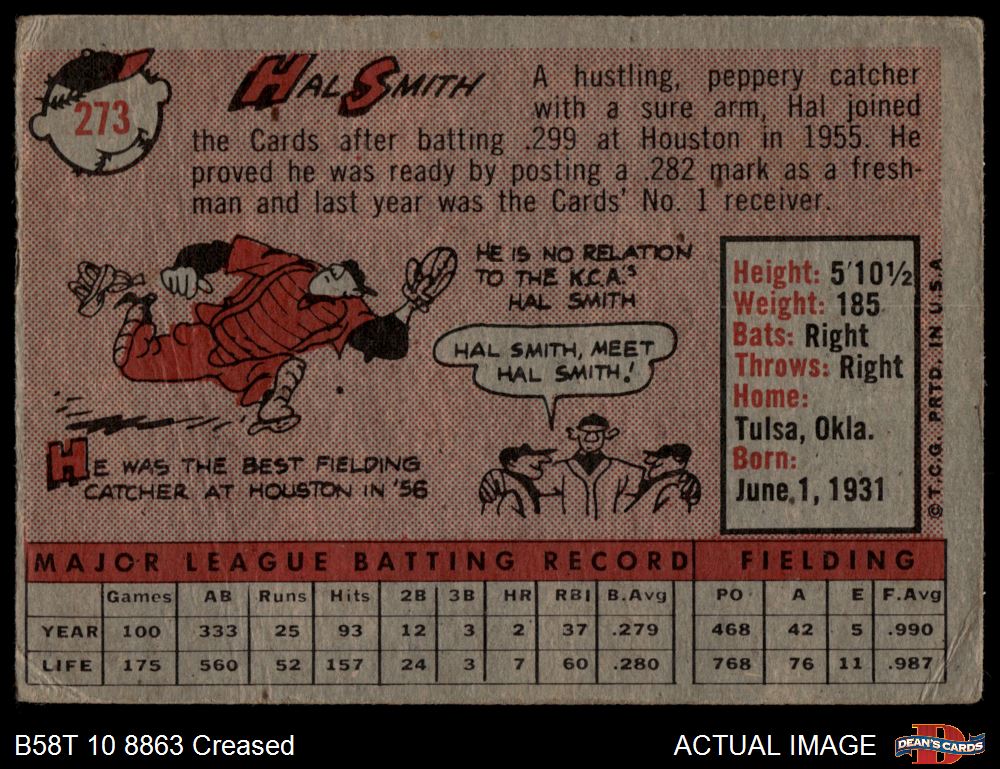 273
HAL SMITH
A hustling, peppery catcher
with a sure arm, Hal joined
the Cards after batting .299 at Houston in 1955. He
proved he was ready by posting a .282 mark as a fresh-
man and last year was the Cards' No. 1 receiver.
HE IS NO RELATION
TO THE K.C.A.'S
HAL SMITH
HAL SMITH, MEET
HAL SMITH!
HE WAS THE BEST FIELDING
CATCHER AT HOUSTON IN '56
Height: 5'10½
Weight: 185
Bats: Right
Throws: Right
Home:
Tulsa, Okla.
Born:
June 1, 1931
©T.C.G. PRTD. IN U.S.A.
MAJOR LEAGUE BATTING RECORD FIELDING
Games AB Runs Hits 2B 3B HR RBI B.Avg PO A E F.Avg
YEAR 100 333 25 93 12 3 2 37 .279 468 42 5 .990
LIFE 175 560 52 157 24 3 7 60 .280 768 76 11 .987
B58T 10 8863 Creased
ACTUAL IMAGE
DEAN'S CARDS